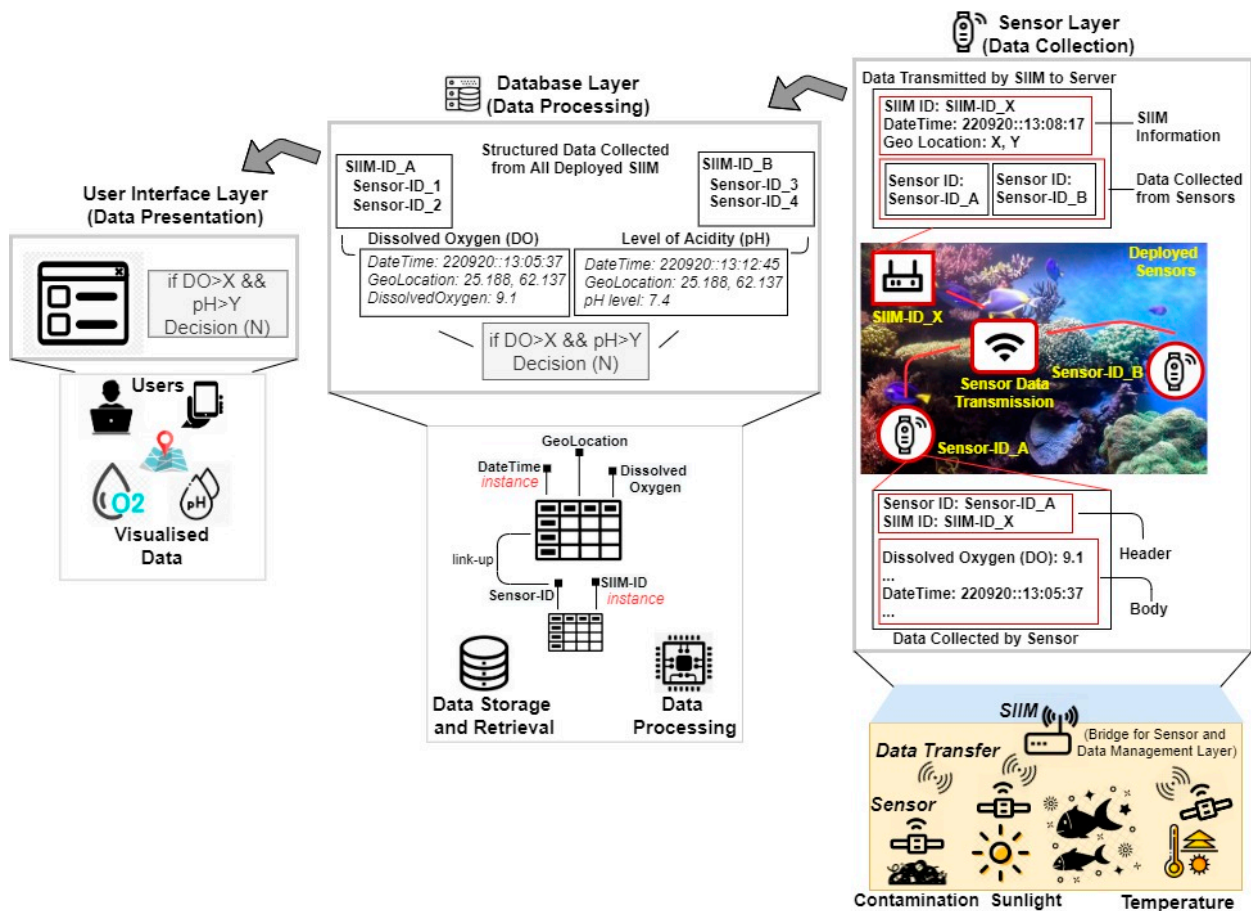 Sensor Layer
(Data Collection)
Data Transmitted by SIIM to Server
SIIM ID: SIIM-ID_X
DateTime: 220920::13:08:17
Geo Location: X, Y
SIIM
Information
Sensor ID:
Sensor-ID_A
Sensor ID:
Sensor-ID_B
Data Collected
from Sensors
Deployed
Sensors
SIIM-ID_X
Sensor-ID_B
Sensor Data
Transmission
Sensor-ID_A
Sensor ID: Sensor-ID_A
SIIM ID: SIIM-ID_X
Header
Dissolved Oxygen (DO): 9.1
...
DateTime: 220920::13:05:37
...
Body
Data Collected by Sensor
SIIM
(Bridge for Sensor and
Data Management Layer)
Data Transfer
Sensor
Contamination
Sunlight
Temperature
Database Layer
(Data Processing)
Structured Data Collected
from All Deployed SIIM
SIIM-ID_A
Sensor-ID_1
Sensor-ID_2
SIIM-ID_B
Sensor-ID_3
Sensor-ID_4
Dissolved Oxygen (DO)
DateTime: 220920::13:05:37
GeoLocation: 25.188, 62.137
DissolvedOxygen: 9.1
Level of Acidity (pH)
DateTime: 220920::13:12:45
GeoLocation: 25.188, 62.137
pH level: 7.4
if DO>X && pH>Y
Decision (N)
GeoLocation
DateTime
instance
Dissolved
Oxygen
link-up
Sensor-ID
SIIM-ID
instance
Data Storage
and Retrieval
Data
Processing
User Interface Layer
(Data Presentation)
if DO>X &&
pH>Y
Decision (N)
Users
O2
pH
Visualised
Data